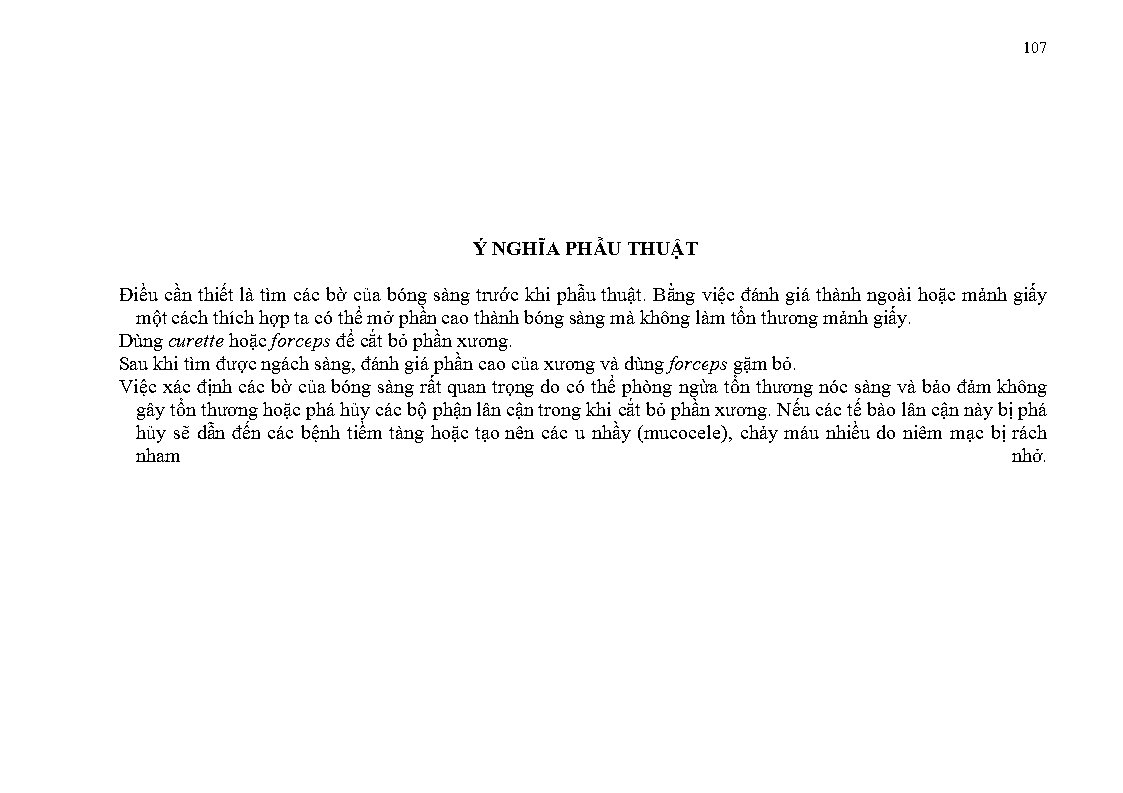 107
Ý NGHĨA PHẪU THUẬT
Điều cần thiết là tìm các bờ của bóng sàng trước khi phẫu thuật. Bằng việc đánh giá thành ngoài hoặc mảnh giấy
một cách thích hợp ta có thể mở phần cao thành bóng sàng mà không làm tổn thương mảnh giấy.
Dùng curette hoặc forceps để cắt bỏ phần xương.
Sau khi tìm được ngách sàng, đánh giá phần cao của xương và dùng forceps gặm bỏ.
Việc xác định các bờ của bóng sàng rất quan trọng do có thể phòng ngừa tổn thương nóc sàng và bảo đảm không
gây tổn thương hoặc phá hủy các bộ phận lân cận trong khi cắt bỏ phần xương. Nếu các tế bào lân cận này bị phá
hủy sẽ dẫn đến các bệnh tiềm tàng hoặc tạo nên các u nhầy (mucocele), chảy máu nhiều do niêm mạc bị rách
nham nhở.